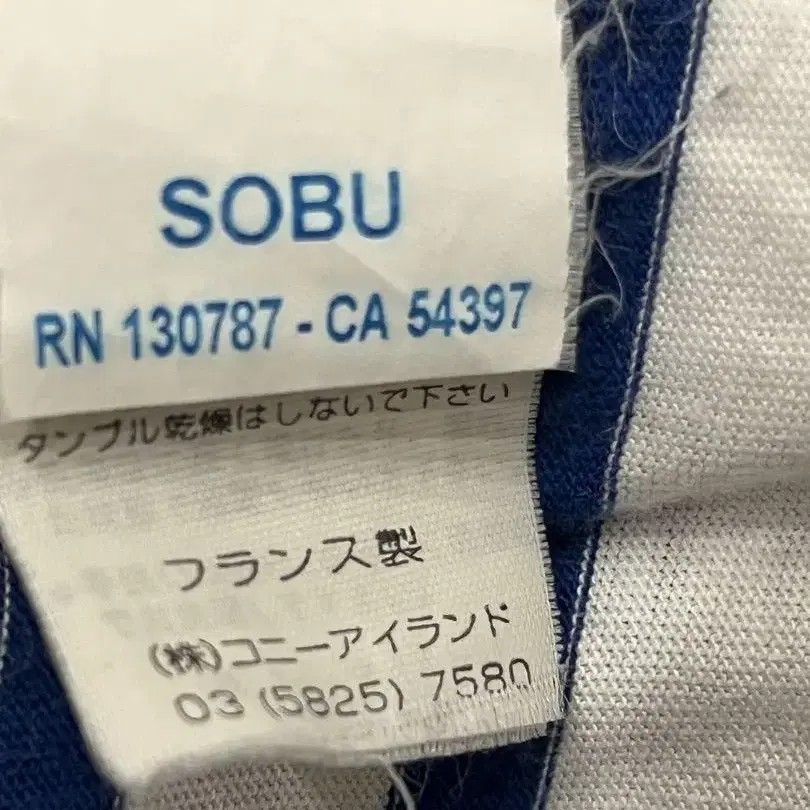 SOBU
RN 130787 - CA 54397
タンブル乾燥はしないで下さい
フランス製
(株)コニーアイランド
03 (5825) 7580